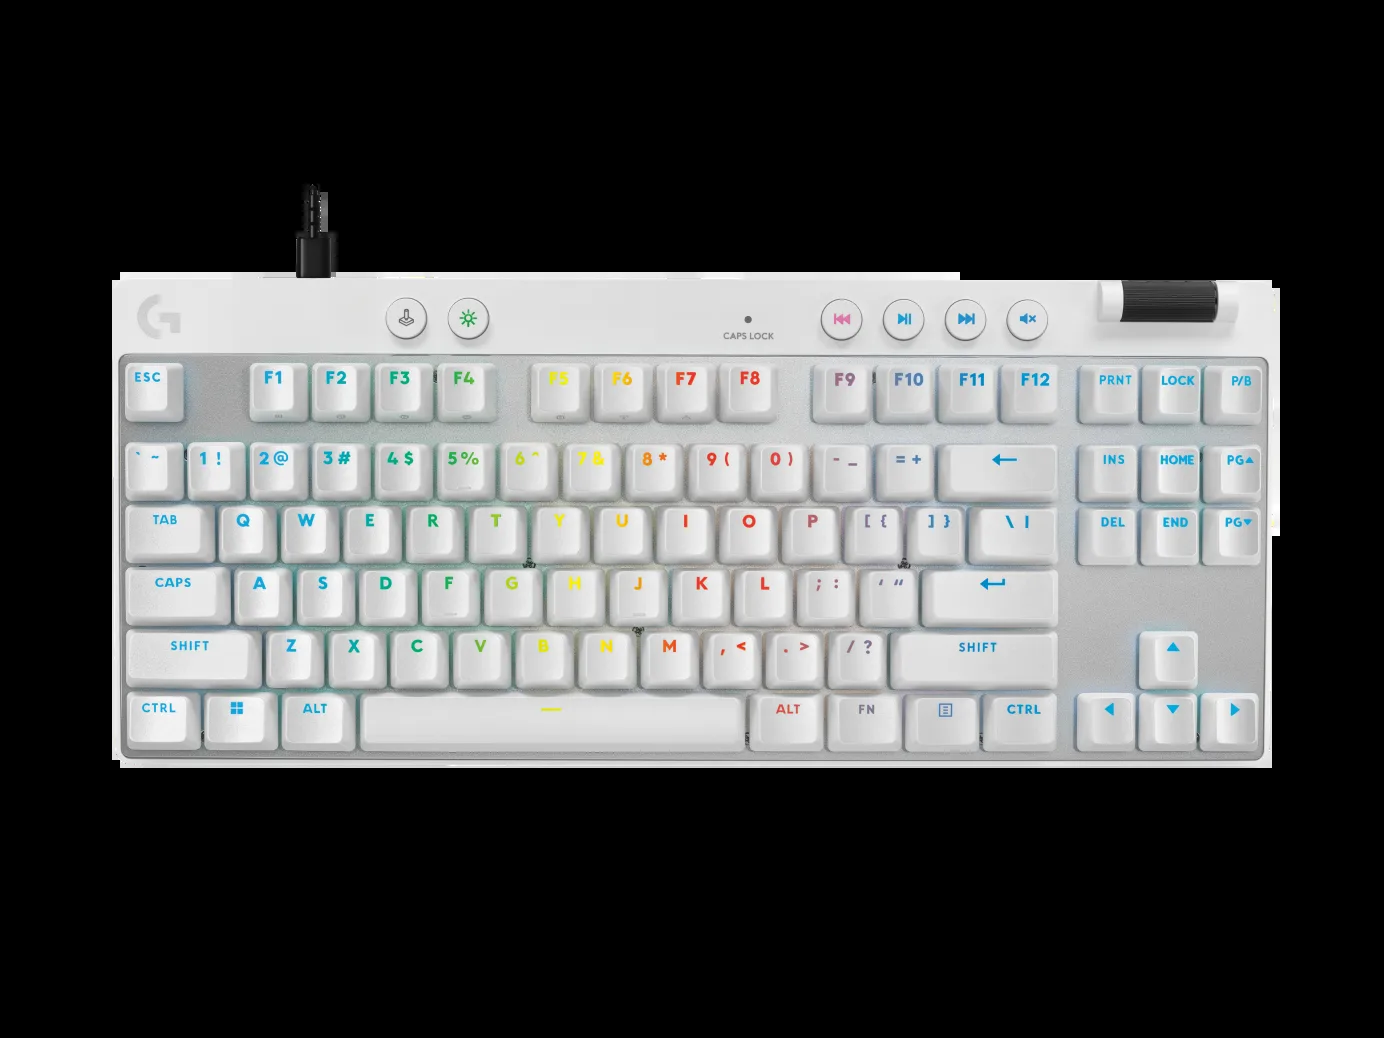 CAPS LOCK
ESC F1 F2 F3 F4 F5 F6 F7 F8 F9 F10 F11 F12 PRNT LOCK P/B
` ~ 1 ! 2 @ 3 # 4 $ 5 % 6 ^ 7 & 8 * 9 ( 0 ) - _ = + INS HOME PG▲
TAB Q W E R T Y U I O P [ { ] } \ | DEL END PG▼
CAPS A S D F G H J K L ; : ' "
SHIFT Z X C V B N M , < . > / ? SHIFT
CTRL ALT ALT FN CTRL